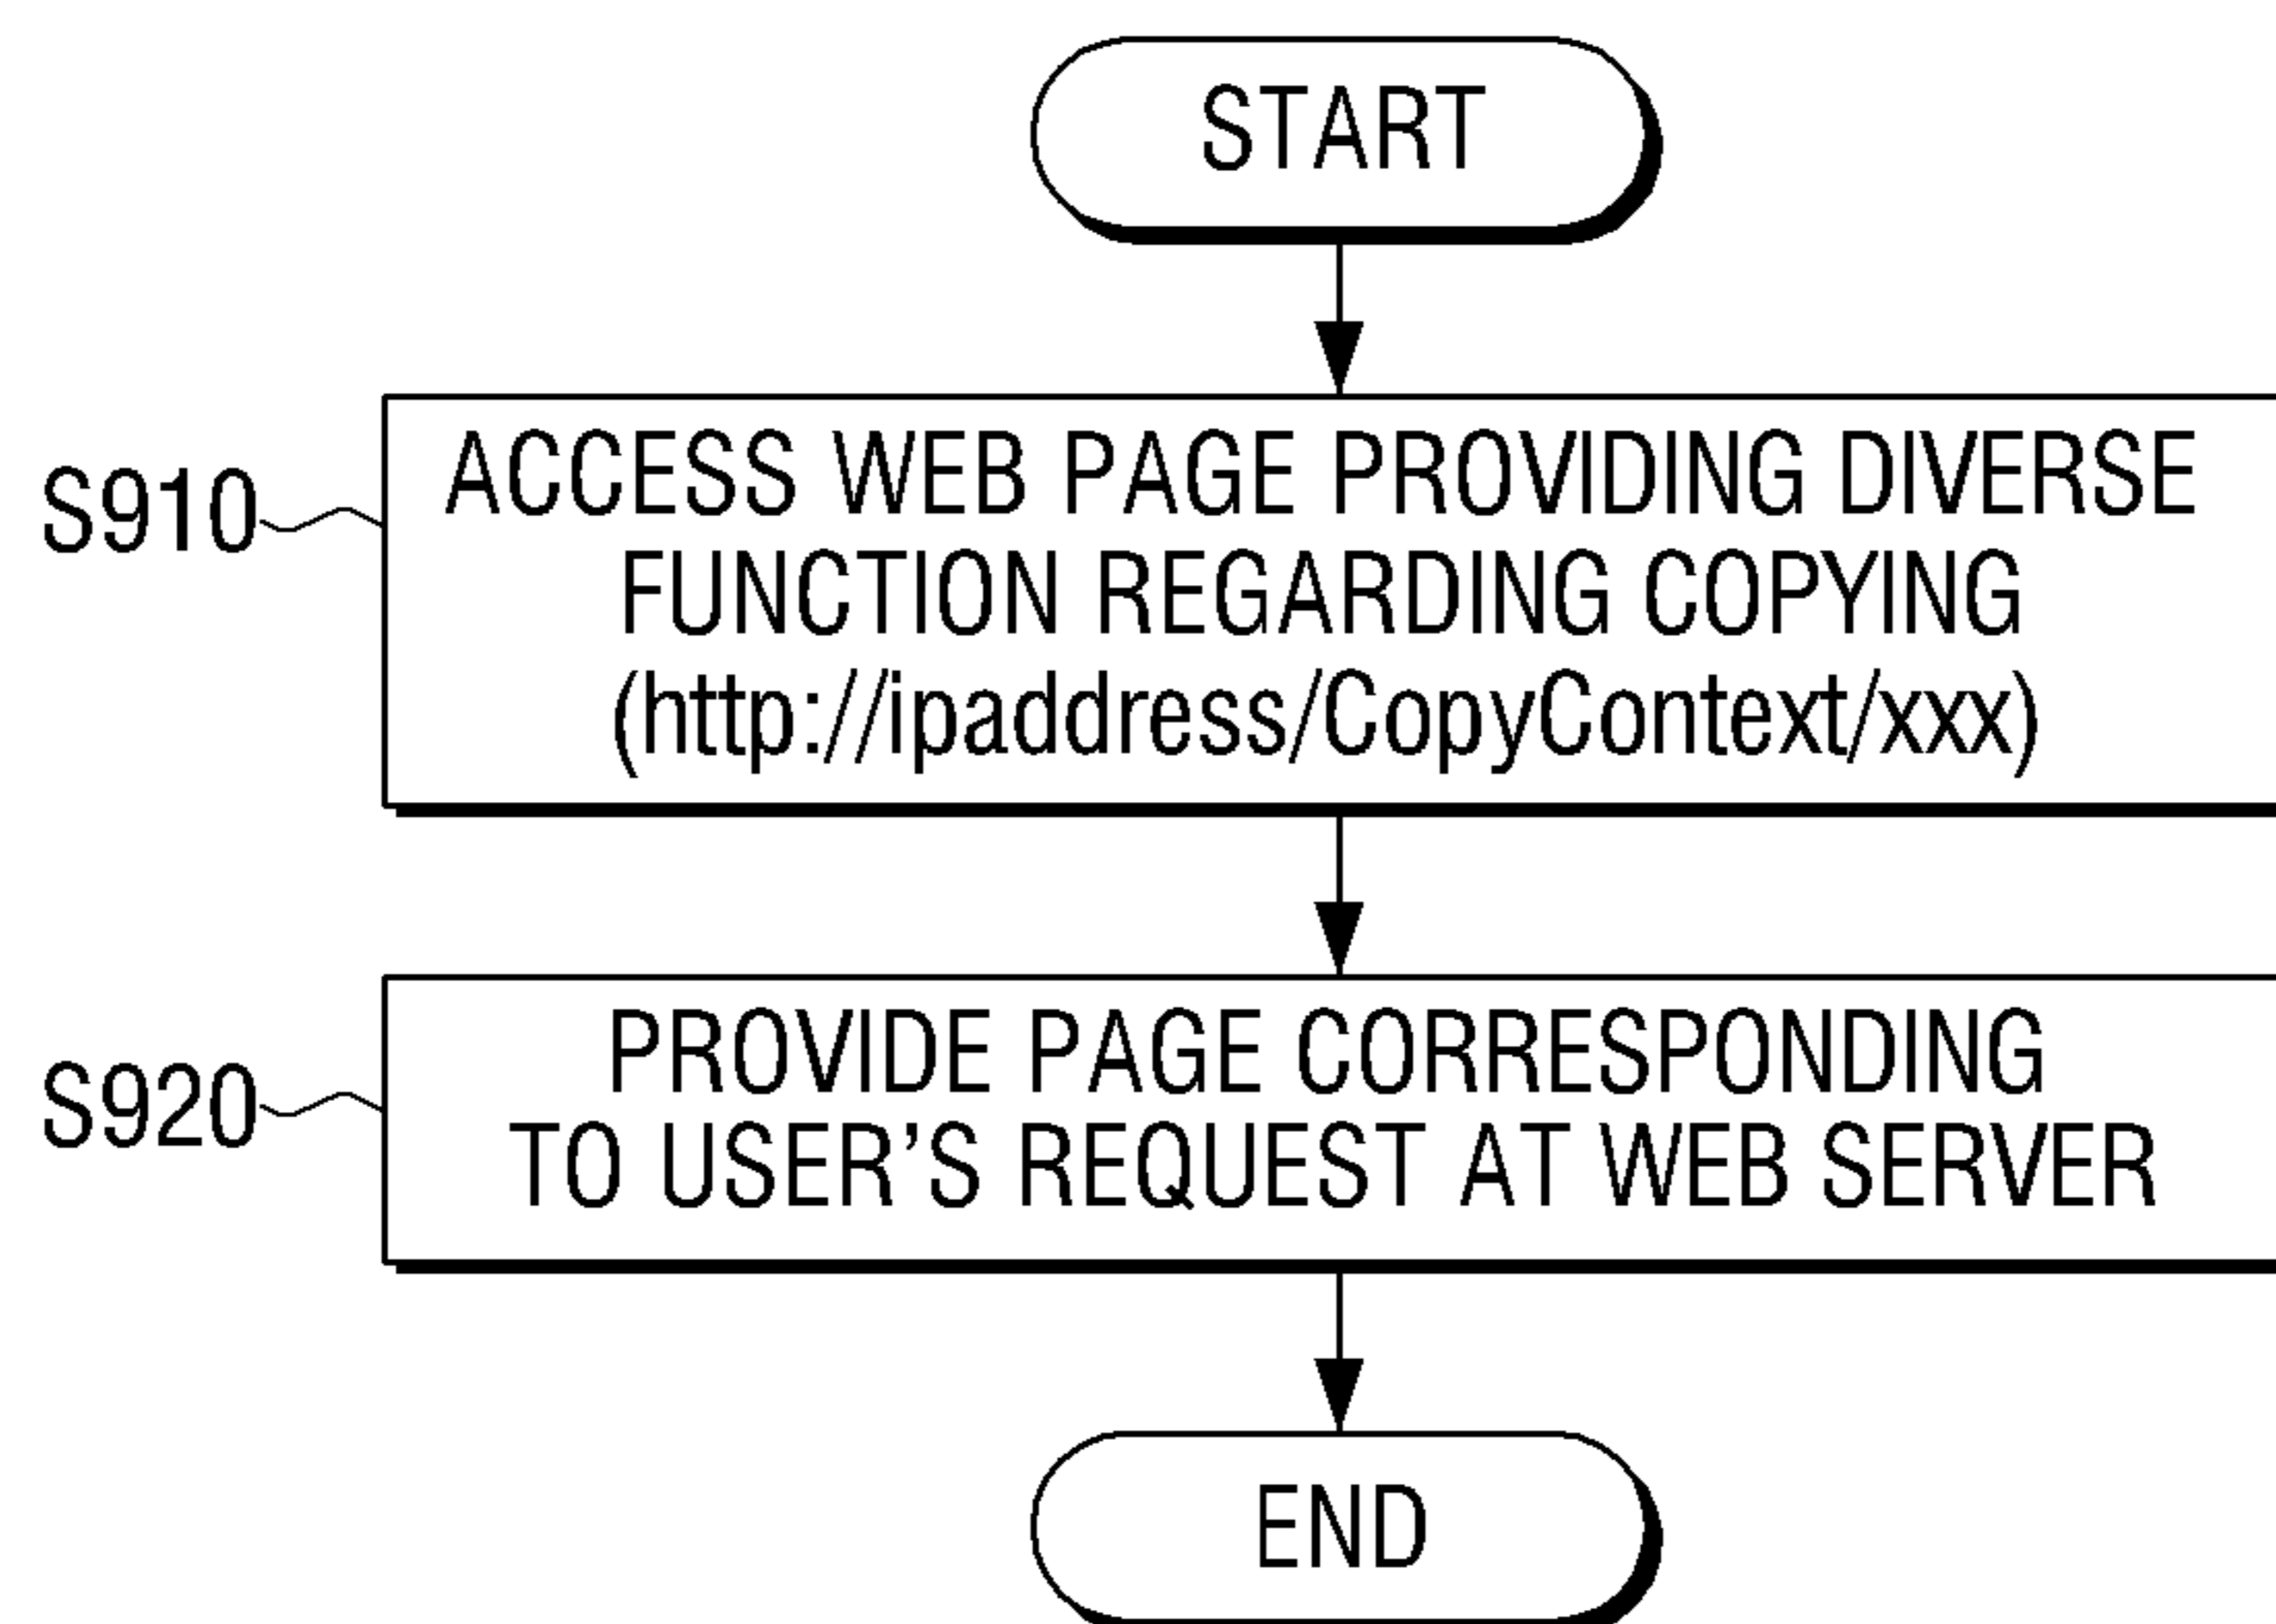 START
S910
ACCESS WEB PAGE PROVIDING DIVERSE
FUNCTION REGARDING COPYING
(http://ipaddress/CopyContext/xxx)
S920
PROVIDE PAGE CORRESPONDING
TO USER'S REQUEST AT WEB SERVER
END